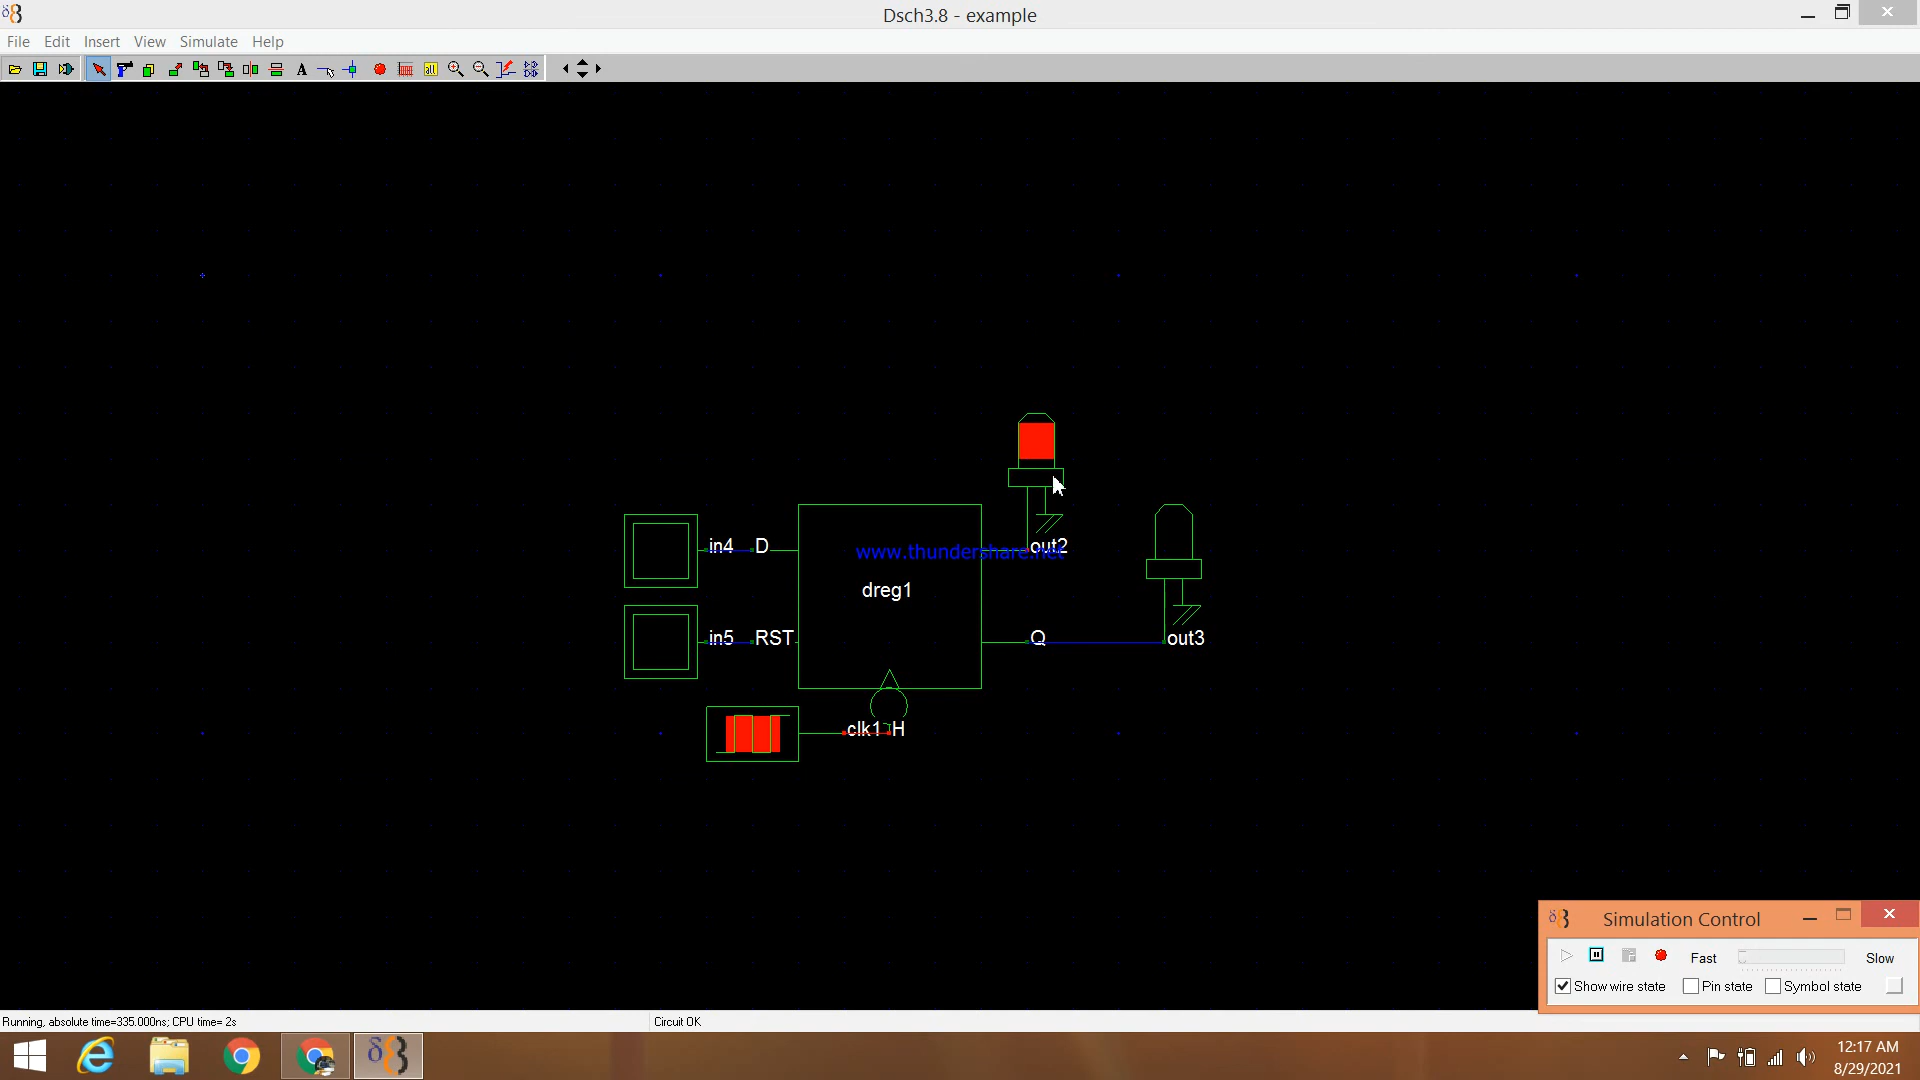 Dsch3.8 - example
File Edit Insert View Simulate Help
A
all
in4 D
www.thundershare.net
out2
dreg1
in5 RST
Q
out3
clk1 H
Simulation Control
Fast
Slow
Show wire state
Pin state
Symbol state
Running, absolute time=335.000ns; CPU time= 2s
Circuit OK
12:17 AM
8/29/2021